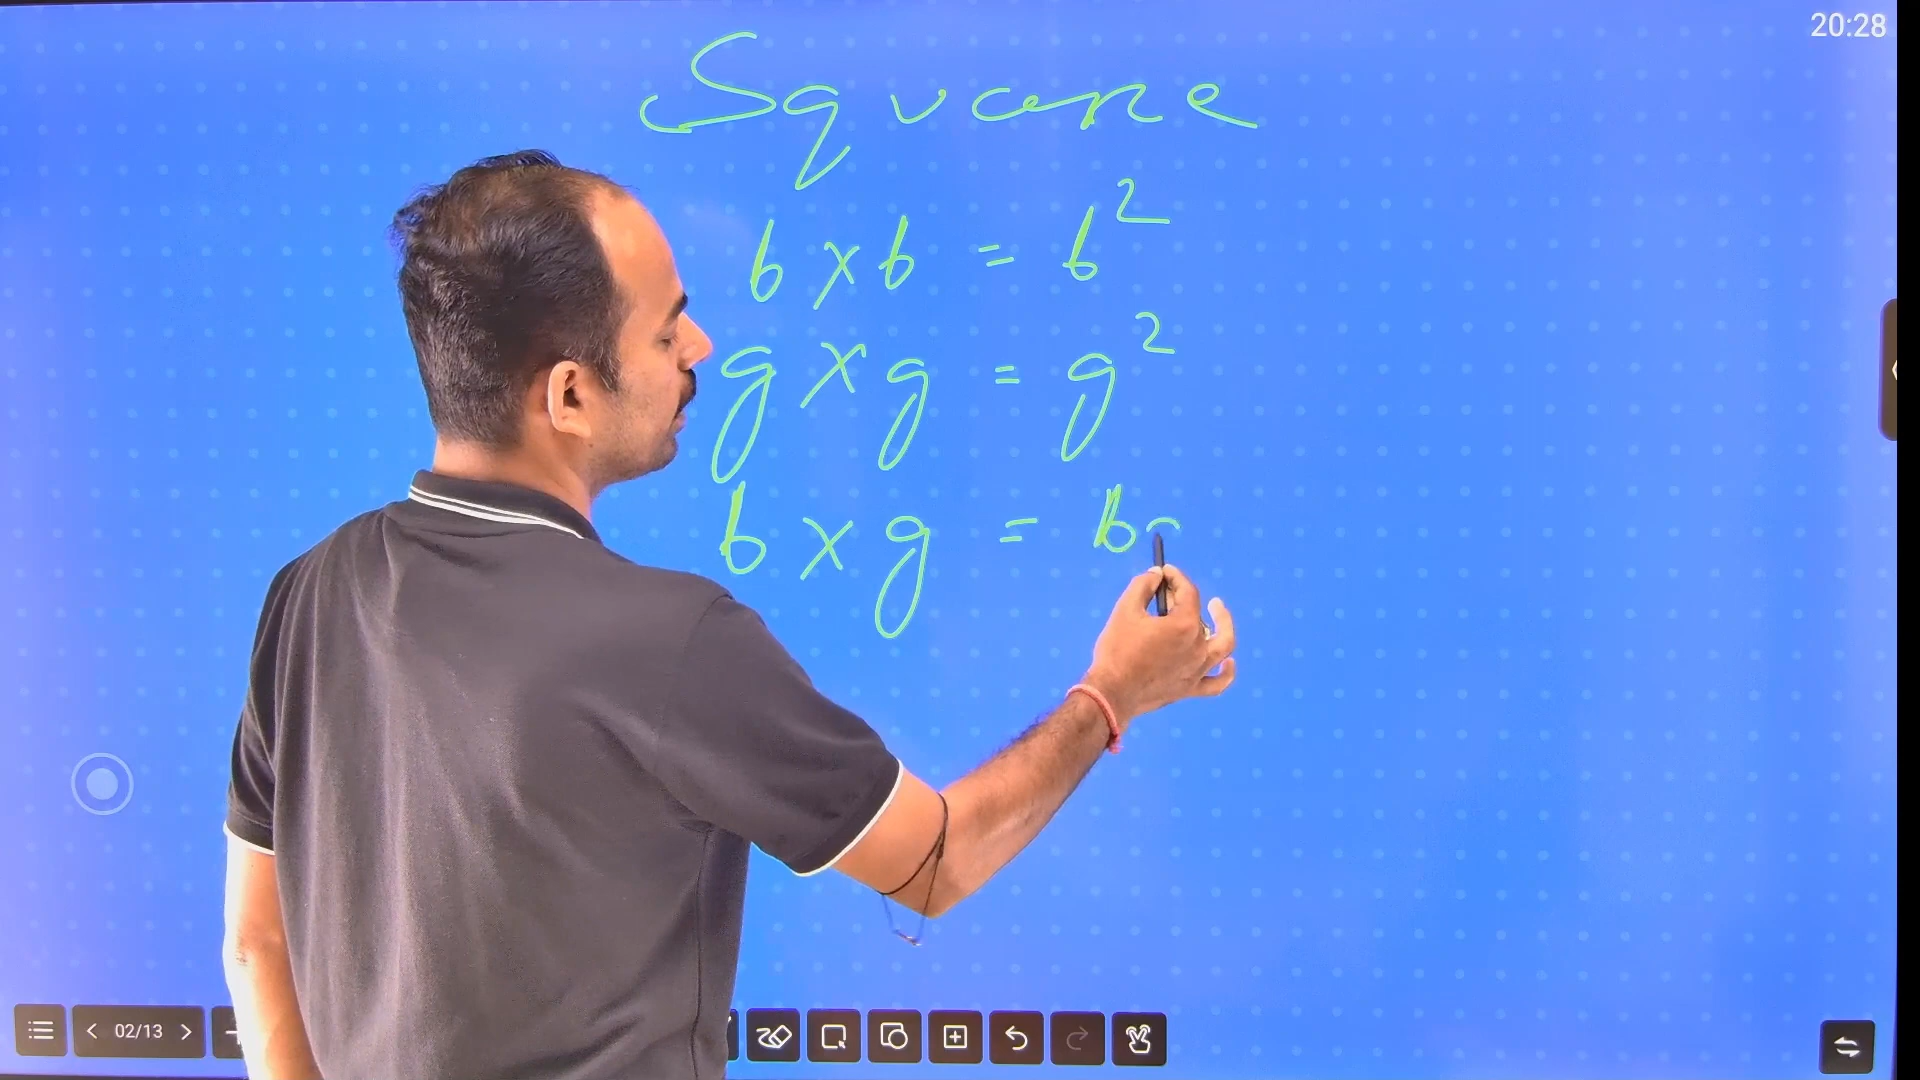 20:28
Square
b x b = b²
g x g = g²
b x g = b
02/13